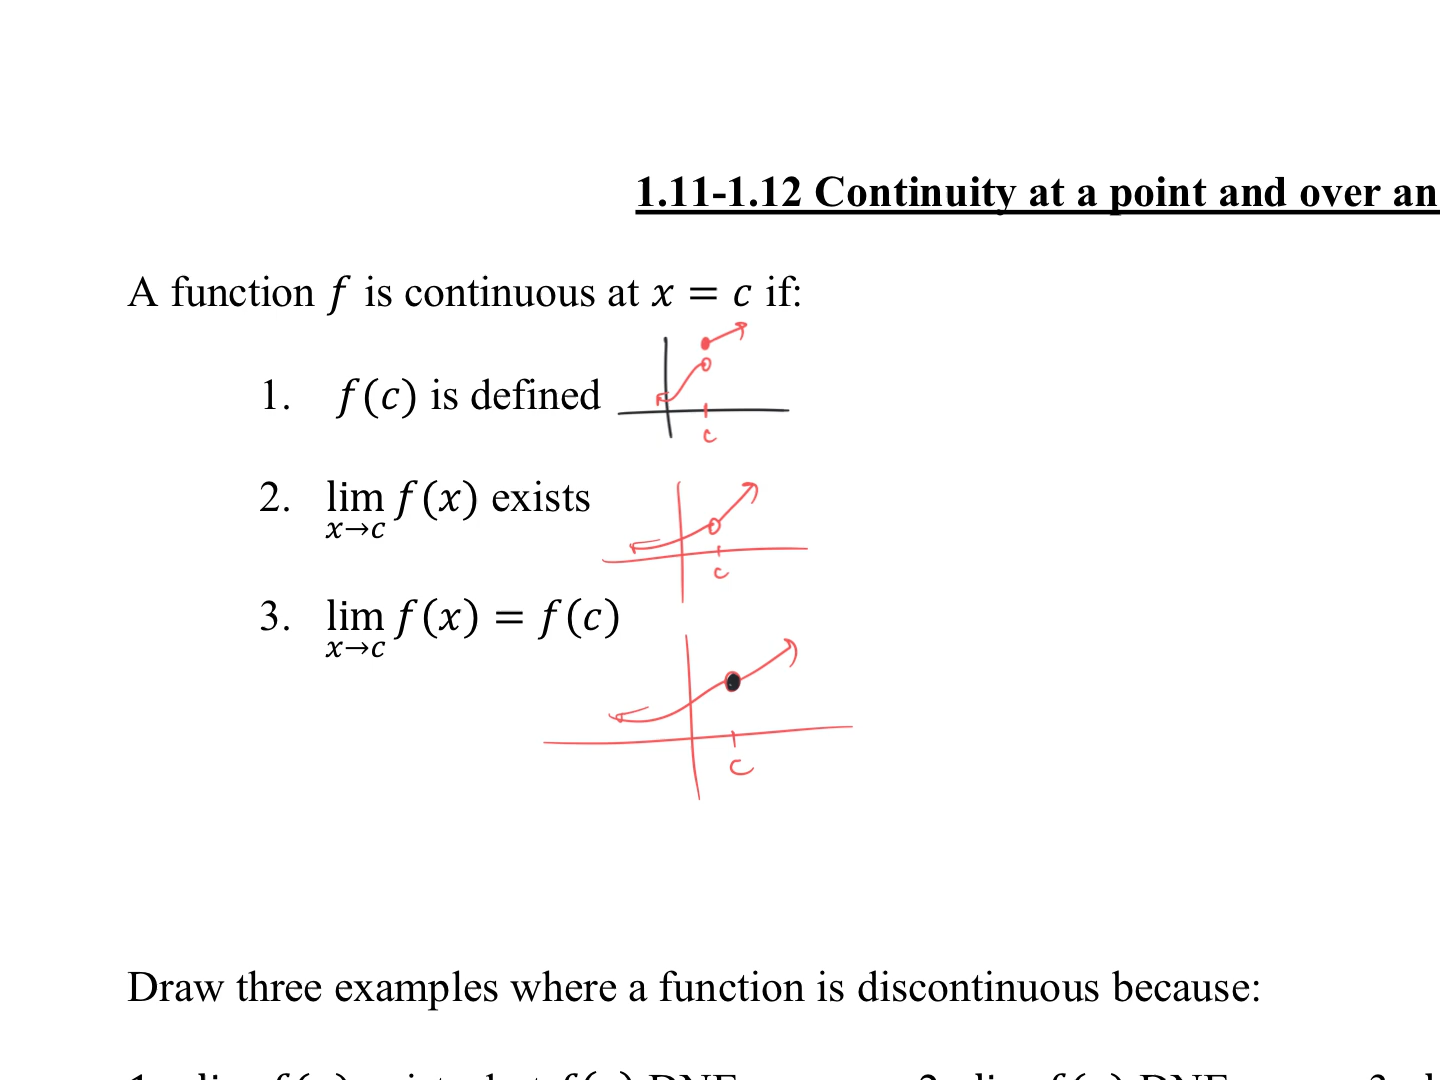 1.11-1.12 Continuity at a point and over an
A function f is continuous at x = c if:
1. f(c) is defined
c
2. lim f(x) exists
x→c
c
3. lim f(x) = f(c)
x→c
c
Draw three examples where a function is discontinuous because: